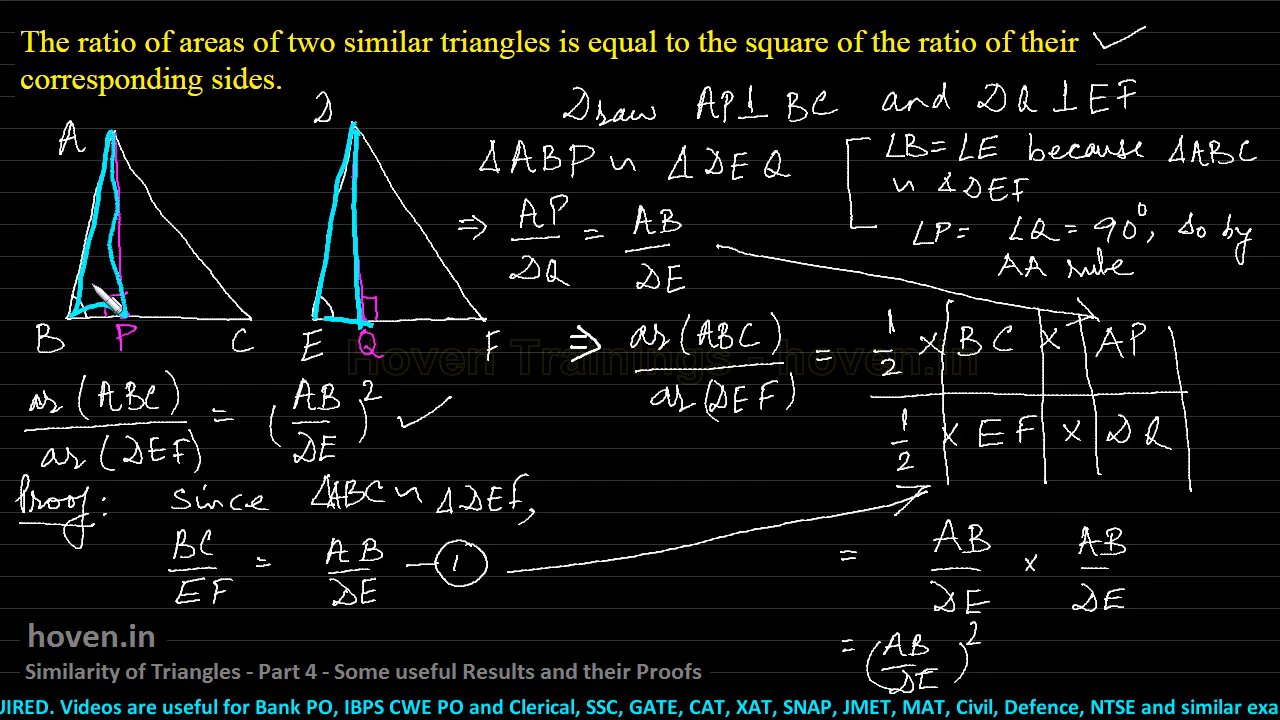 The ratio of areas of two similar triangles is equal to the square of the ratio of their ✓
corresponding sides.
Draw AP⊥BC and DQ⊥EF
A
D
ΔABP ~ ΔDEQ
∠B = ∠E because ΔABC
~ ΔDEF
∠P = ∠Q = 90⁰, so by
AA rule
⇒ AP/DQ = AB/DE
B P C
E Q F
⇒ ar(ABC)/ar(DEF) = 1/2 × BC × AP / 1/2 × EF × DQ
Hoven Trainings - hoven.in
ar(ABC)/ar(DEF) = (AB/DE)² ✓
Proof: Since ΔABC ~ ΔDEF,
BC/EF = AB/DE — 1
= AB/DE × AB/DE
= (AB/DE)²
hoven.in
Similarity of Triangles - Part 4 - Some useful Results and their Proofs
UIRED. Videos are useful for Bank PO, IBPS CWE PO and Clerical, SSC, GATE, CAT, XAT, SNAP, JMET, MAT, Civil, Defence, NTSE and similar exa